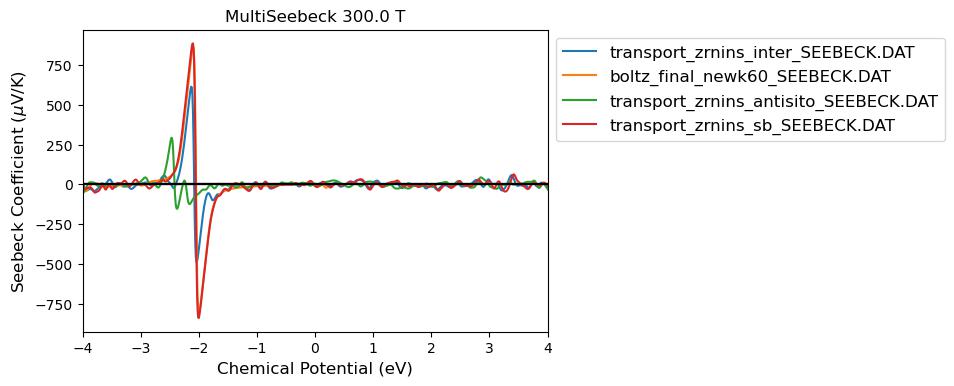 MultiSeebeck 300.0 T
750
500
250
0
−250
−500
−750
Seebeck Coefficient (μV/K)
−4 −3 −2 −1 0 1 2 3 4
Chemical Potential (eV)
transport_zrnins_inter_SEEBECK.DAT
boltz_final_newk60_SEEBECK.DAT
transport_zrnins_antisito_SEEBECK.DAT
transport_zrnins_sb_SEEBECK.DAT